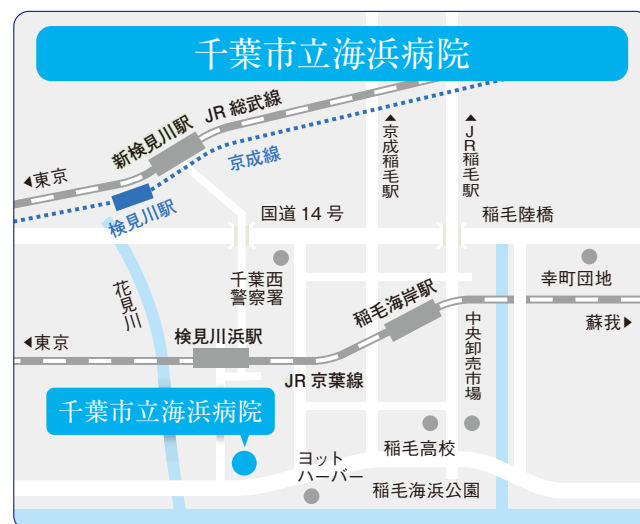 千葉市立海浜病院
JR 総武線
新検見川駅
京成線
◀東京
検見川駅
▲京成稲毛駅
▲JR稲毛駅
国道 14 号
稲毛陸橋
花見川
千葉西
警察署
幸町団地
稲毛海岸駅
蘇我▶
◀東京
検見川浜駅
JR 京葉線
中央卸売市場
千葉市立海浜病院
稲毛高校
ヨット
ハーバー
稲毛海浜公園